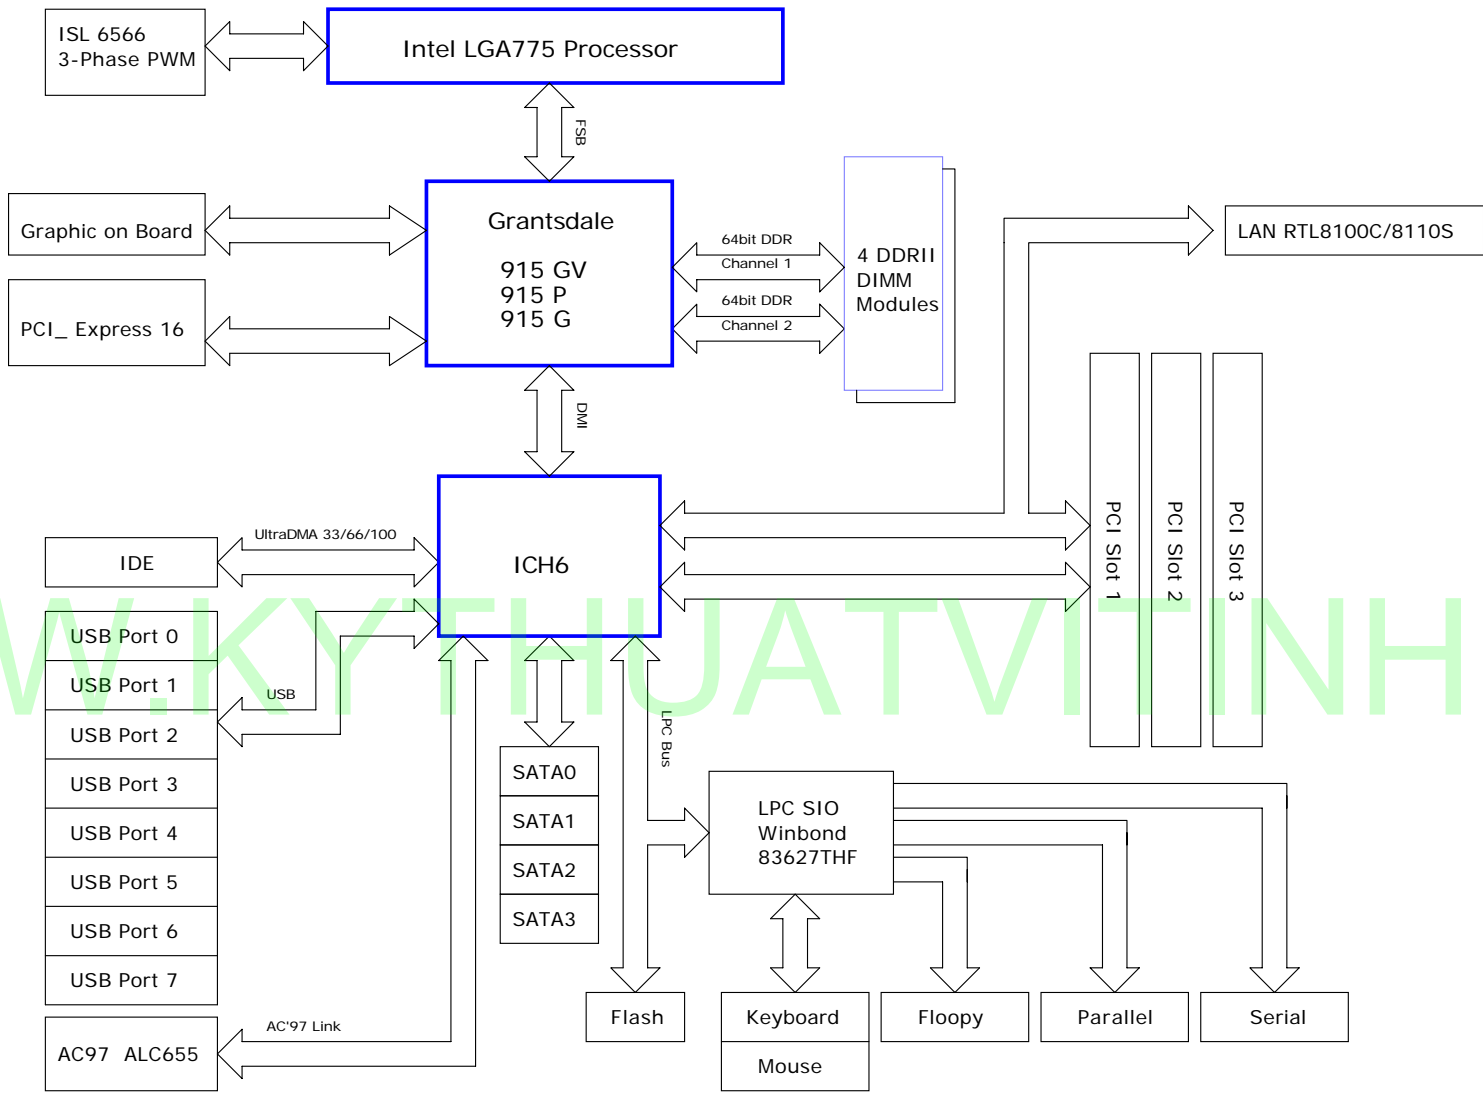 ISL 6566
3-Phase PWM
Intel LGA775 Processor
FSB
Graphic on Board
Grantsdale
915 GV
915 P
915 G
64bit DDR
Channel 1
64bit DDR
Channel 2
4 DDRII
DIMM
Modules
LAN RTL8100C/8110S
PCI_ Express 16
DMI
PCI Slot 1
PCI Slot 2
PCI Slot 3
UltraDMA 33/66/100
IDE
ICH6
USB Port 0
USB Port 1
USB Port 2
USB Port 3
USB Port 4
USB Port 5
USB Port 6
USB Port 7
USB
W.KYTHUATVITINH
LPC Bus
SATA0
SATA1
SATA2
SATA3
LPC SIO
Winbond
83627THF
AC'97 Link
AC97 ALC655
Flash
Keyboard
Mouse
Floopy
Parallel
Serial